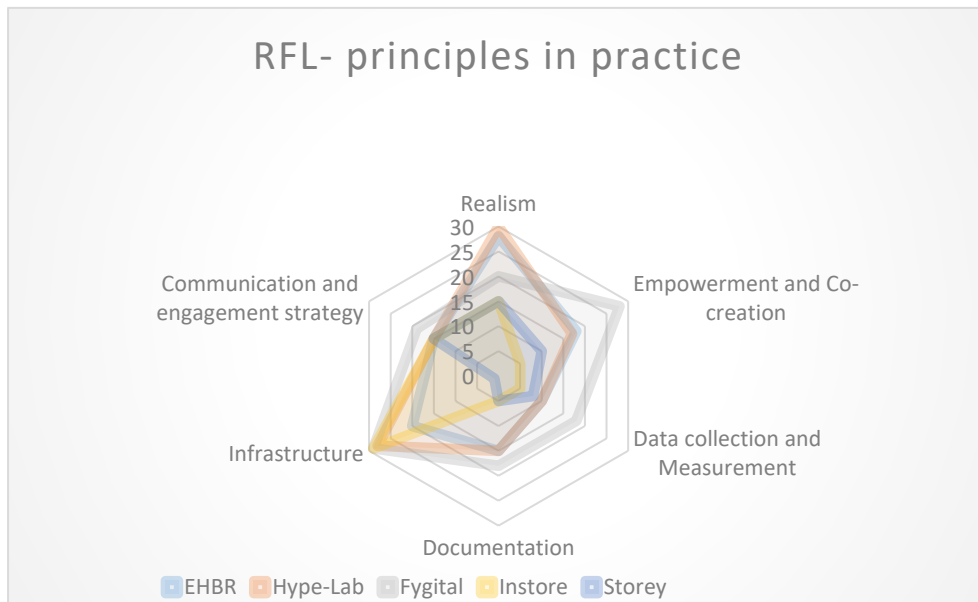 RFL- principles in practice
Realism
30
25
20
15
10
5
0
Communication and
engagement strategy
Empowerment and Co-
creation
Infrastructure
Data collection and
Measurement
Documentation
EHBR Hype-Lab Fygital Instore Storey